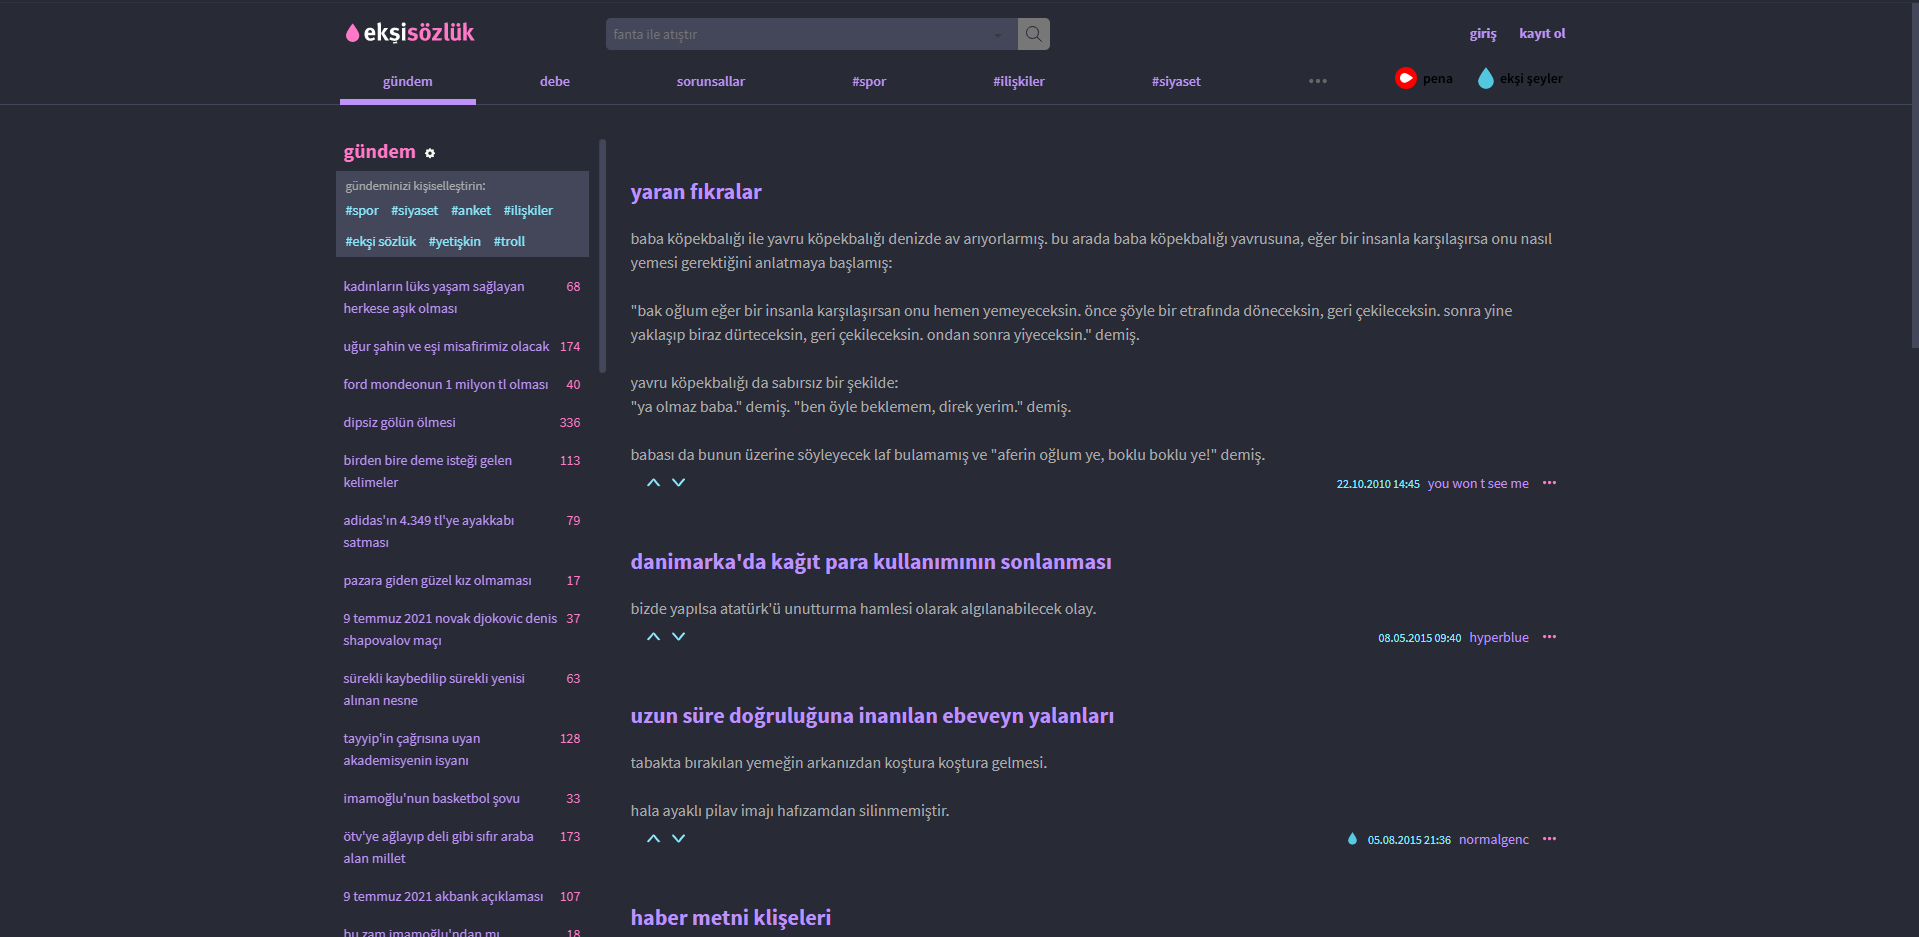 ekşisözlük
fanta ile atıştır
giriş kayıt ol
gündem debe sorunsallar #spor #ilişkiler #siyaset pena ekşi şeyler
gündem
gündeminizi kişiselleştirin:
#spor #siyaset #anket #ilişkiler
#ekşi sözlük #yetişkin #troll
kadınların lüks yaşam sağlayan 68
herkese aşık olması
uğur şahin ve eşi misafirimiz olacak 174
ford mondeonun 1 milyon tl olması 40
dipsiz gölün ölmesi 336
birden bire deme isteği gelen 113
kelimeler
adidas'ın 4.349 tl'ye ayakkabı 79
satması
pazara giden güzel kız olmaması 17
9 temmuz 2021 novak djokovic denis 37
shapovalov maçı
sürekli kaybedilip sürekli yenisi 63
alınan nesne
tayyip'in çağrısına uyan 128
akademisyenin isyanı
imamoğlu'nun basketbol şovu 33
ötv'ye ağlayıp deli gibi sıfır araba 173
alan millet
9 temmuz 2021 akbank açıklaması 107
bu zam imamoğlu'ndan mı 18
yaran fıkralar
baba köpekbalığı ile yavru köpekbalığı denizde av arıyorlarmış. bu arada baba köpekbalığı yavrusuna, eğer bir insanla karşılaşırsa onu nasıl
yemesi gerektiğini anlatmaya başlamış:
"bak oğlum eğer bir insanla karşılaşırsan onu hemen yemeyeceksin. önce şöyle bir etrafında döneceksin, geri çekileceksin. sonra yine
yaklaşıp biraz dürteceksin, geri çekileceksin. ondan sonra yiyeceksin." demiş.
yavru köpekbalığı da sabırsız bir şekilde:
"ya olmaz baba." demiş. "ben öyle beklemem, direk yerim." demiş.
babası da bunun üzerine söyleyecek laf bulamamış ve "aferin oğlum ye, boklu boklu ye!" demiş.
22.10.2010 14:45 you won t see me
danimarka'da kağıt para kullanımının sonlanması
bizde yapılsa atatürk'ü unutturma hamlesi olarak algılanabilecek olay.
08.05.2015 09:40 hyperblue
uzun süre doğruluğuna inanılan ebeveyn yalanları
tabakta bırakılan yemeğin arkanızdan koştura koştura gelmesi.
hala ayaklı pilav imajı hafızamdan silinmemiştir.
05.08.2015 21:36 normalgenc
haber metni klişeleri